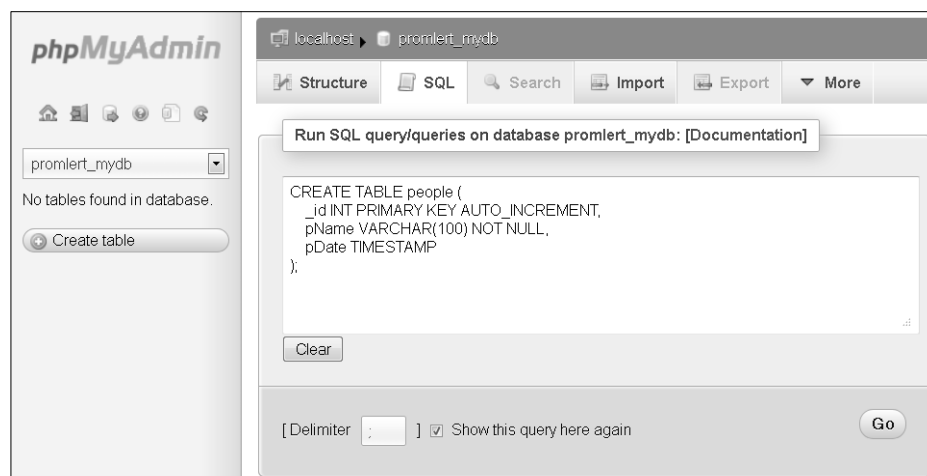 phpMyAdmin
promlert_mydb
No tables found in database.
Create table
localhost promlert_mydb
Structure SQL Search Import Export More
Run SQL query/queries on database promlert_mydb: [Documentation]
CREATE TABLE people (
_id INT PRIMARY KEY AUTO_INCREMENT,
pName VARCHAR(100) NOT NULL,
pDate TIMESTAMP
);
Clear
[ Delimiter ; ] Show this query here again
Go